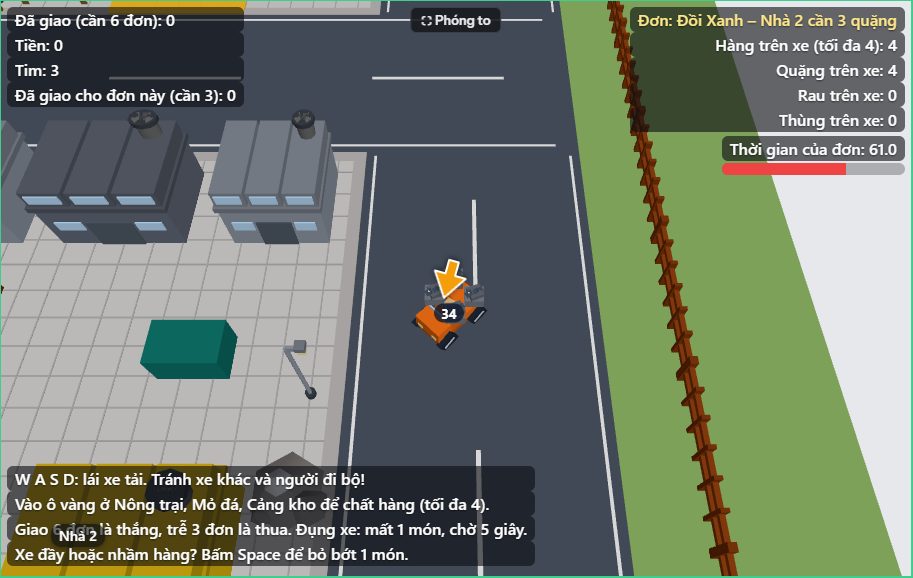 Đã giao (cần 6 đơn): 0
Tiền: 0
Tim: 3
Đã giao cho đơn này (cần 3): 0
Phóng to
Đơn: Đồi Xanh – Nhà 2 cần 3 quặng
Hàng trên xe (tối đa 4): 4
Quặng trên xe: 4
Rau trên xe: 0
Thùng trên xe: 0
Thời gian của đơn: 61.0
34
W A S D: lái xe tải. Tránh xe khác và người đi bộ!
Vào ô vàng ở Nông trại, Mỏ đá, Cảng kho để chất hàng (tối đa 4).
Giao 6 đơn là thắng, trễ 3 đơn là thua. Đụng xe: mất 1 món, chờ 5 giây.
Nhà 2
Xe đầy hoặc nhầm hàng? Bấm Space để bỏ bớt 1 món.